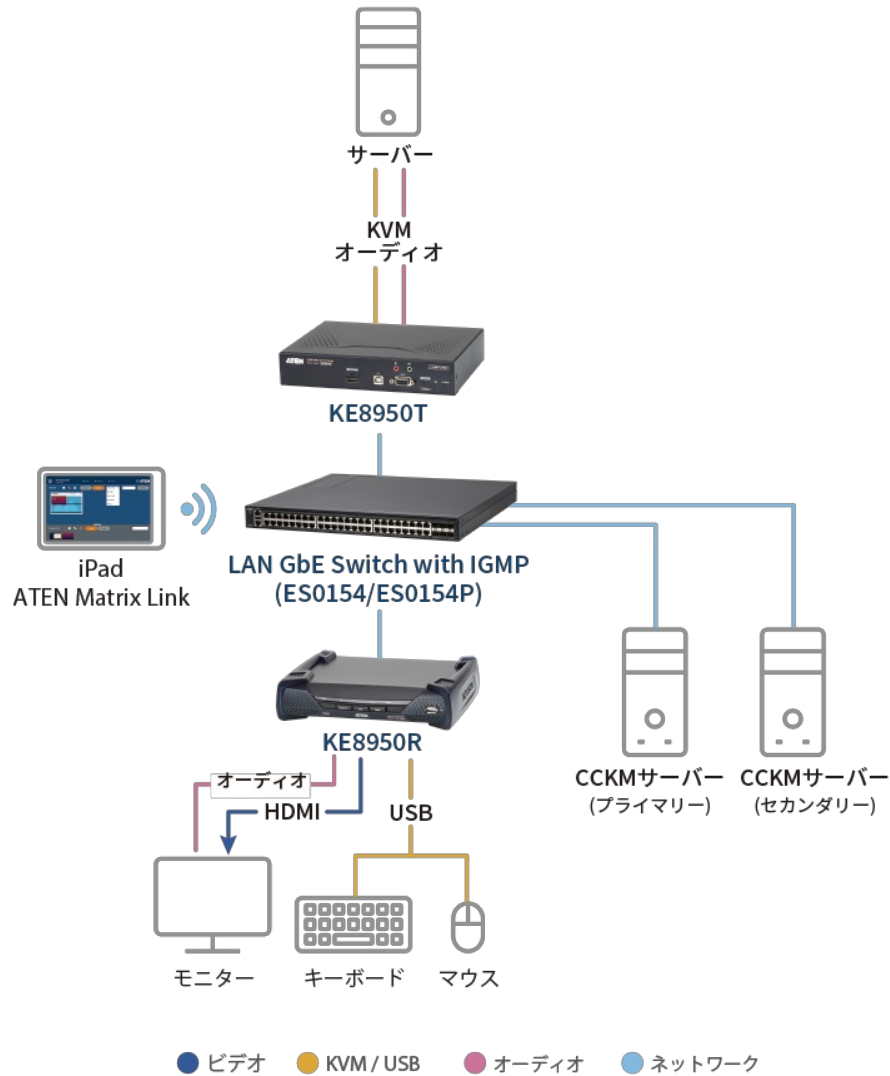 サーバー
KVM
オーディオ
ATEN
KE8950T
iPad
ATEN Matrix Link
LAN GbE Switch with IGMP
(ES0154/ES0154P)
KE8950R
オーディオ
HDMI
USB
CCKMサーバー
(プライマリー)
CCKMサーバー
(セカンダリー)
モニター
キーボード
マウス
ビデオ
KVM / USB
オーディオ
ネットワーク